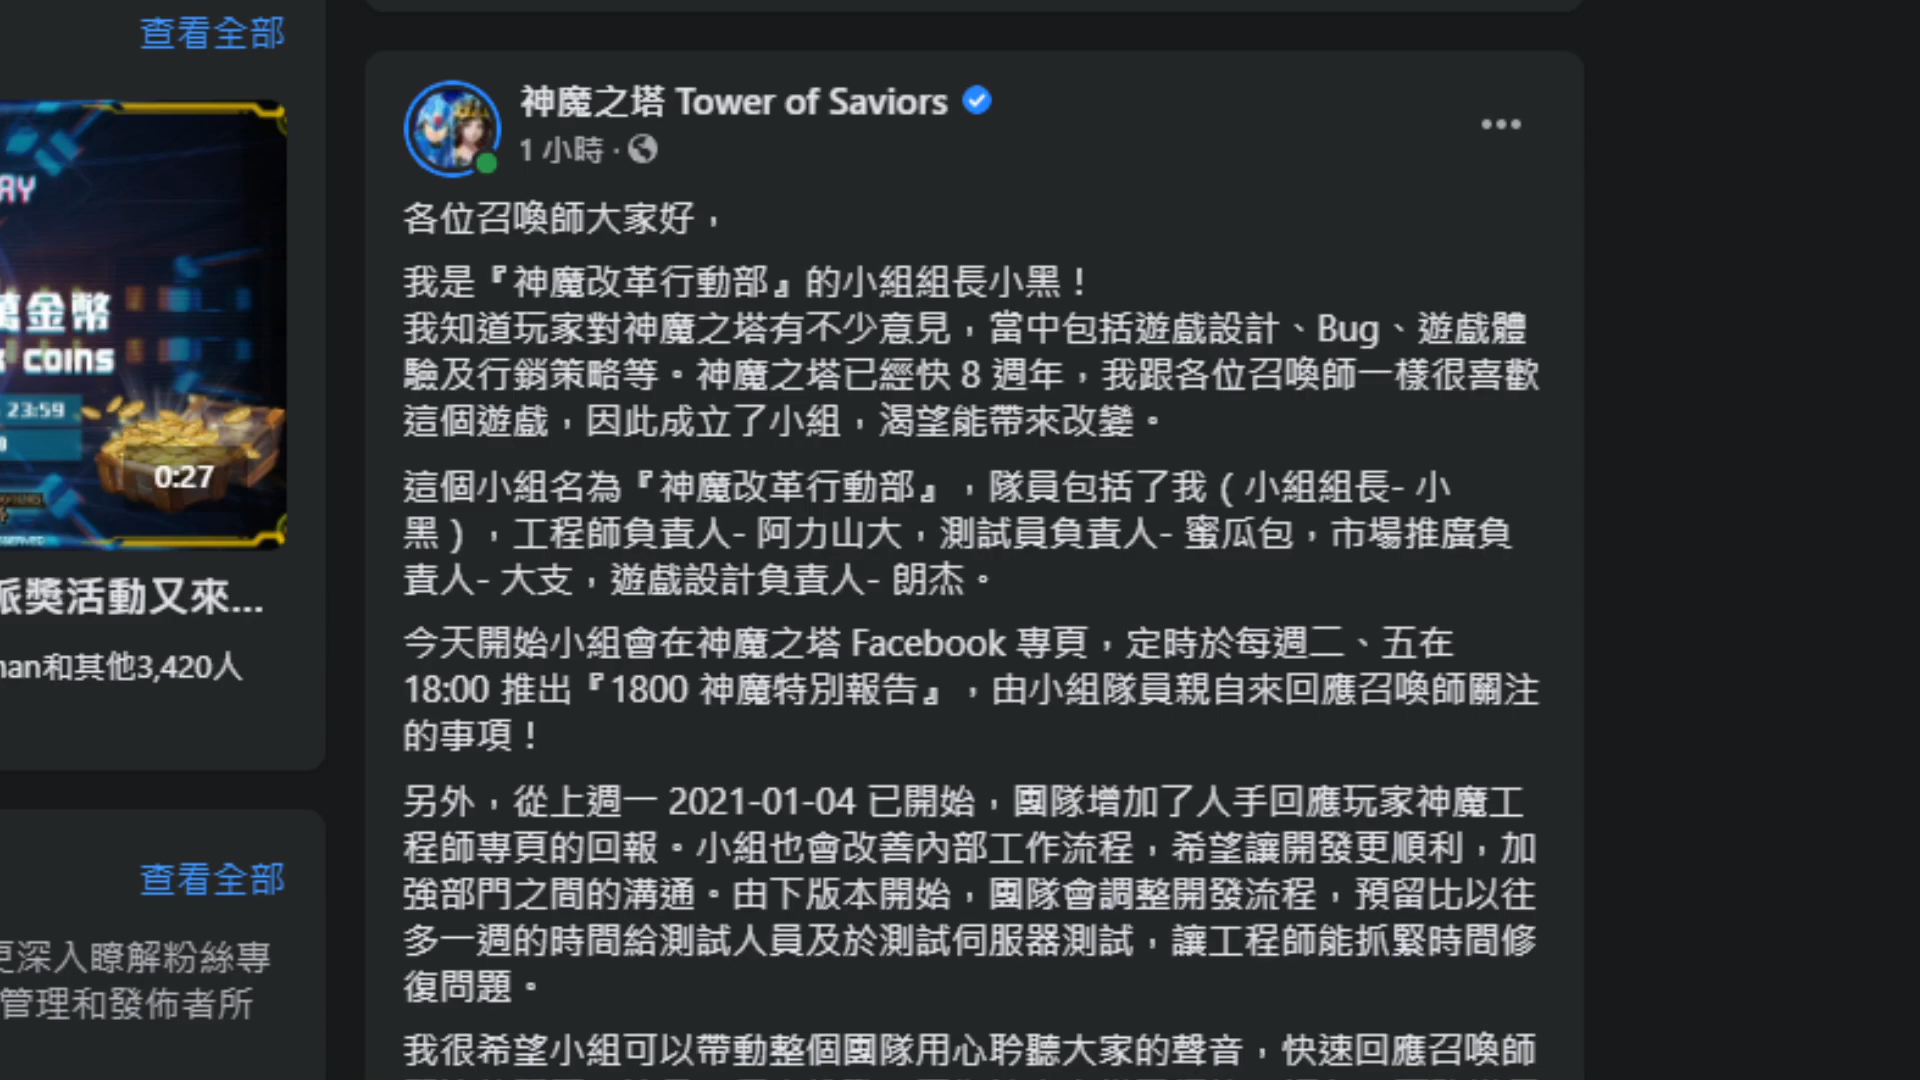 查看全部
AY
萬金幣
coins
23:59
0:27
派獎活動又來...
nan和其他3,420人
查看全部
更深入瞭解粉絲專
管理和發佈者所
神魔之塔 Tower of Saviors
1 小時 ·
各位召喚師大家好，
我是『神魔改革行動部』的小組組長小黑！
我知道玩家對神魔之塔有不少意見，當中包括遊戲設計、Bug、遊戲體
驗及行銷策略等。神魔之塔已經快 8 週年，我跟各位召喚師一樣很喜歡
這個遊戲，因此成立了小組，渴望能帶來改變。
這個小組名為『神魔改革行動部』，隊員包括了我 ( 小組組長- 小
黑 ) ，工程師負責人- 阿力山大，測試員負責人- 蜜瓜包，市場推廣負
責人- 大支，遊戲設計負責人- 朗杰。
今天開始小組會在神魔之塔 Facebook 專頁，定時於每週二、五在
18:00 推出『1800 神魔特別報告』，由小組隊員親自來回應召喚師關注
的事項！
另外，從上週一 2021-01-04 已開始，團隊增加了人手回應玩家神魔工
程師專頁的回報。小組也會改善內部工作流程，希望讓開發更順利，加
強部門之間的溝通。由下版本開始，團隊會調整開發流程，預留比以往
多一週的時間給測試人員及於測試伺服器測試，讓工程師能抓緊時間修
復問題。
我很希望小組可以帶動整個團隊用心聆聽大家的聲音，快速回應召喚師